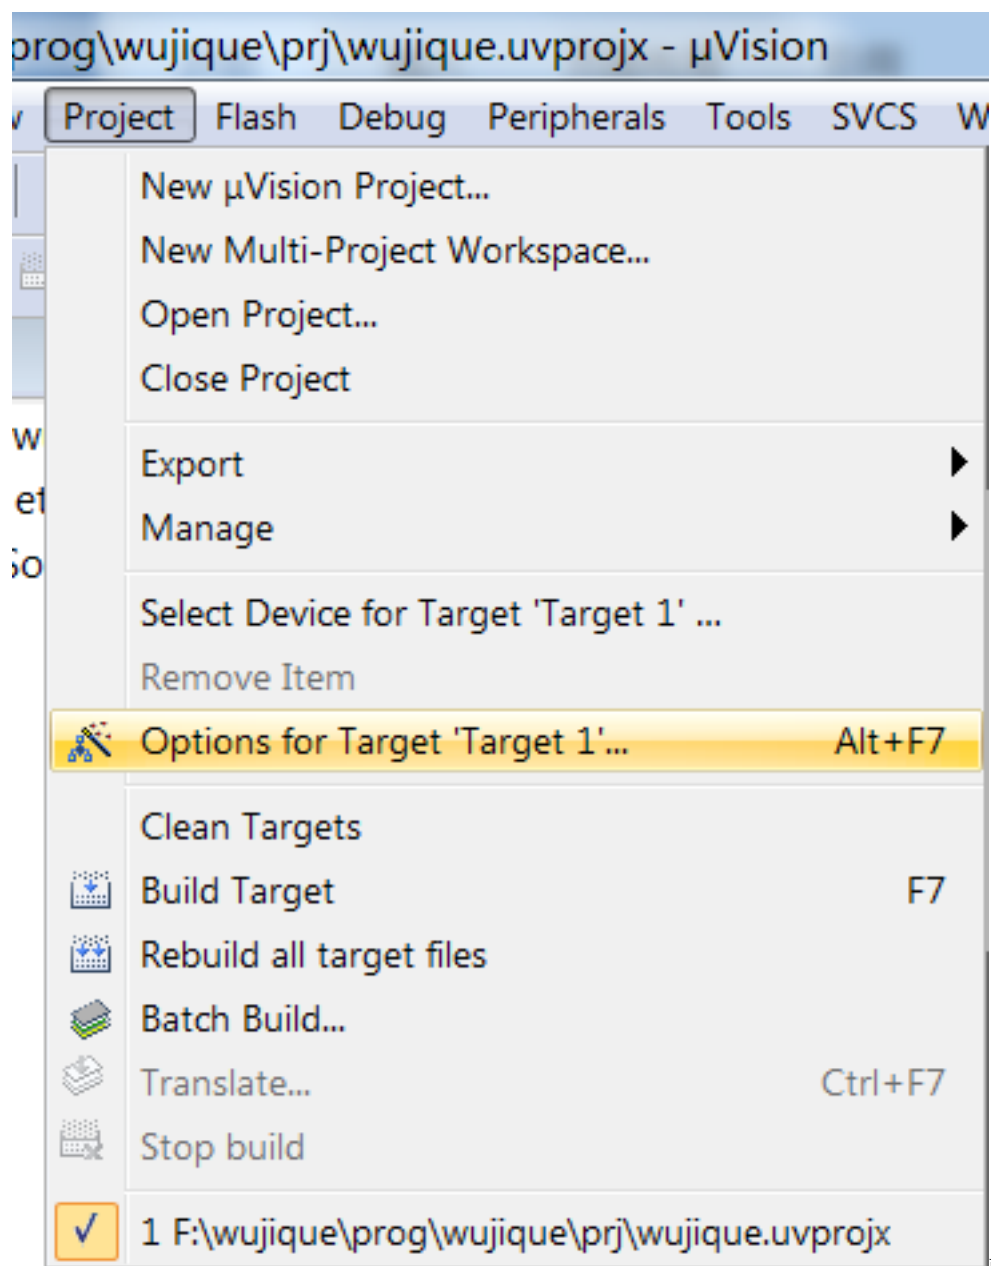 prog\wujique\prj\wujique.uvprojx - µVision
Project Flash Debug Peripherals Tools SVCS
New µVision Project...
New Multi-Project Workspace...
Open Project...
Close Project
Export
Manage
Select Device for Target 'Target 1' ...
Remove Item
Options for Target 'Target 1'... Alt+F7
Clean Targets
Build Target F7
Rebuild all target files
Batch Build...
Translate... Ctrl+F7
Stop build
1 F:\wujique\prog\wujique\prj\wujique.uvprojx